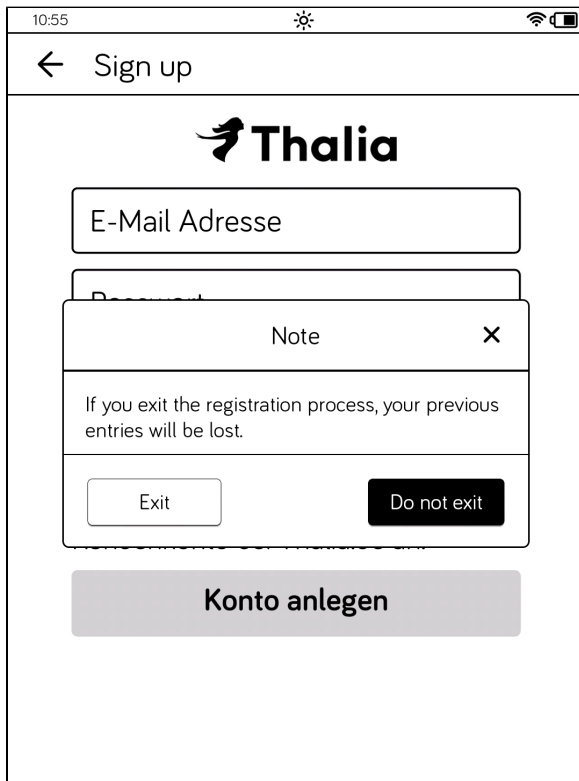 10:55
Sign up
Thalia
E-Mail Adresse
Note
If you exit the registration process, your previous
entries will be lost.
Exit
Do not exit
Konto anlegen